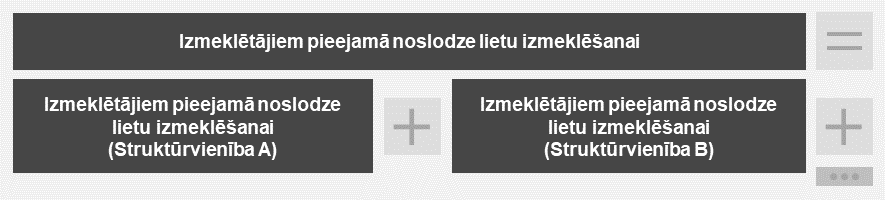 Izmeklētājiem pieejamā noslodze lietu izmeklēšanai
=
Izmeklētājiem pieejamā noslodze
lietu izmeklēšanai
(Struktūrvienība A)
+
Izmeklētājiem pieejamā noslodze
lietu izmeklēšanai
(Struktūrvienība B)
+
...